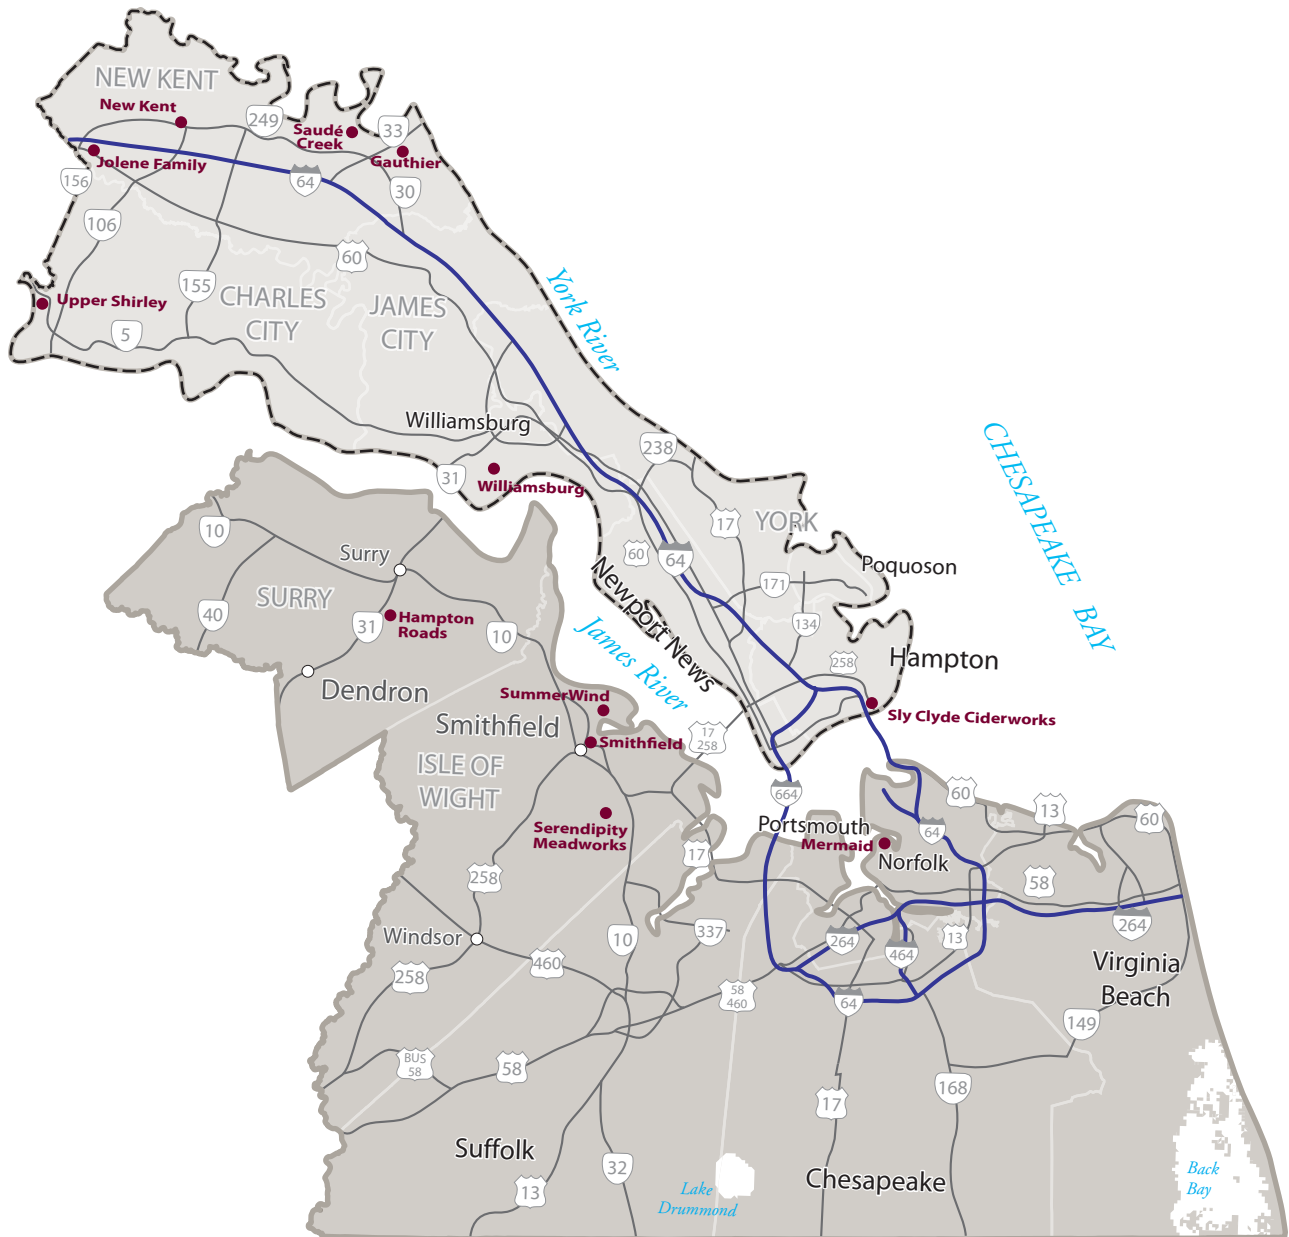 NEW KENT
New Kent
249
Saudé
Creek
33
Gauthier
Jolene Family
156
64
30
106
60
155
CHARLES
CITY
JAMES
CITY
Upper Shirley
5
York River
Williamsburg
238
31
Williamsburg
17
YORK
CHESAPEAKE BAY
10
Surry
60
64
Poquoson
171
Newport News
SURRY
40
31
Hampton
Roads
10
134
James River
258
Hampton
Dendron
SummerWind
Sly Clyde Ciderworks
Smithfield
Smithfield
17
258
ISLE OF
WIGHT
664
60
13
60
Serendipity
Meadworks
Portsmouth
Mermaid
64
Norfolk
17
258
58
Windsor
10
337
264
464
13
264
460
258
Virginia
Beach
58
460
64
149
BUS
58
58
17
168
Suffolk
32
13
Lake
Drummond
Chesapeake
Back
Bay